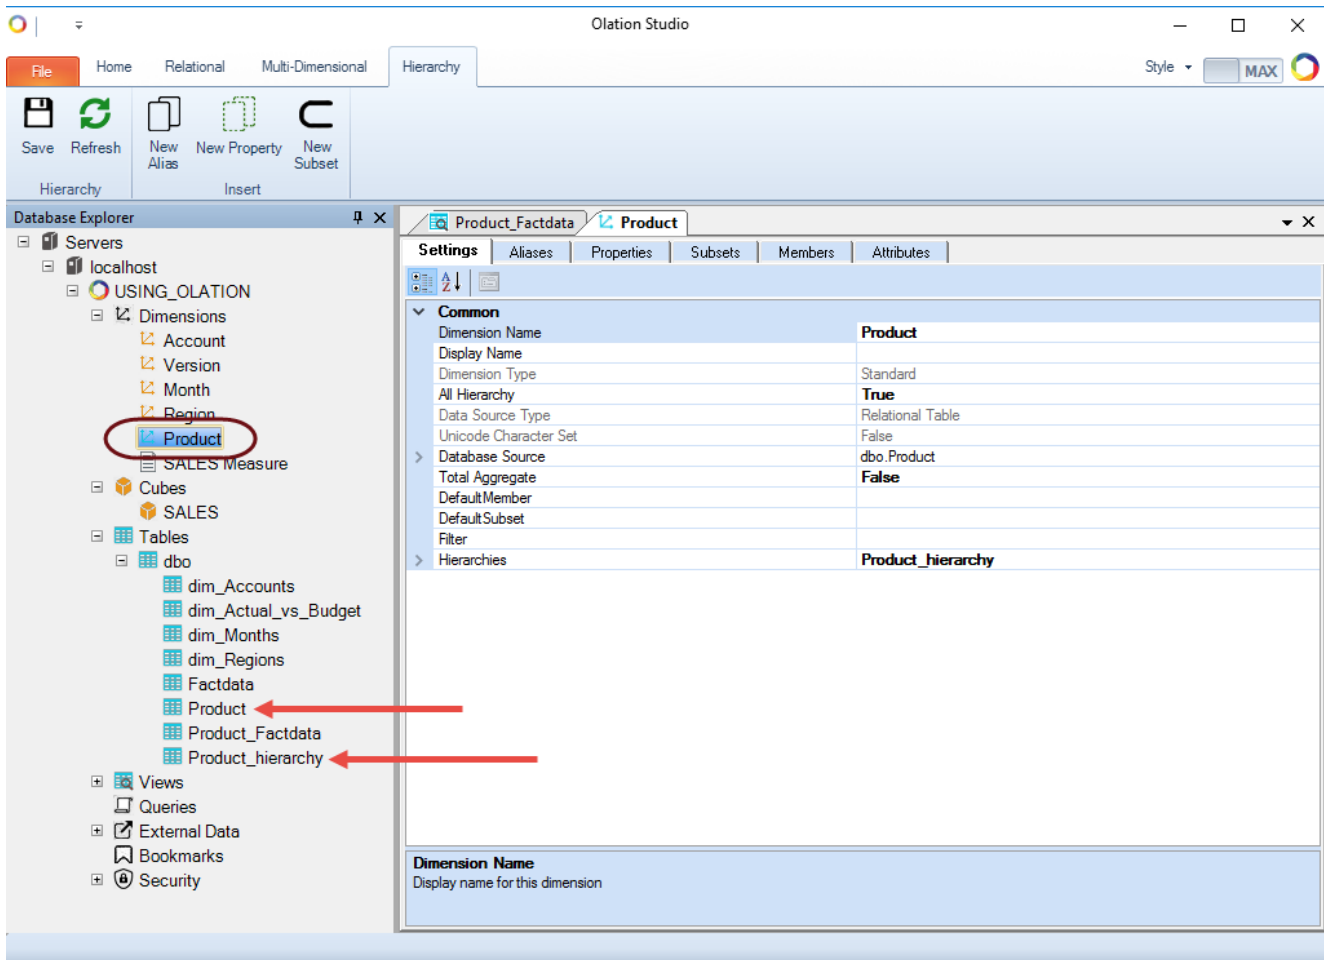 Olation Studio
File Home Relational Multi-Dimensional Hierarchy Style MAX
Save Refresh New Alias New Property New Subset
Hierarchy Insert
Database Explorer
Servers
localhost
USING_OLATION
Dimensions
Account
Version
Month
Region
Product
SALES Measure
Cubes
SALES
Tables
dbo
dim_Accounts
dim_Actual_vs_Budget
dim_Months
dim_Regions
Factdata
Product
Product_Factdata
Product_hierarchy
Views
Queries
External Data
Bookmarks
Security
Product_Factdata Product
Settings Aliases Properties Subsets Members Attributes
Common
Dimension Name Product
Display Name
Dimension Type Standard
All Hierarchy True
Data Source Type Relational Table
Unicode Character Set False
Database Source dbo.Product
Total Aggregate False
DefaultMember
DefaultSubset
Filter
Hierarchies Product_hierarchy
Dimension Name
Display name for this dimension